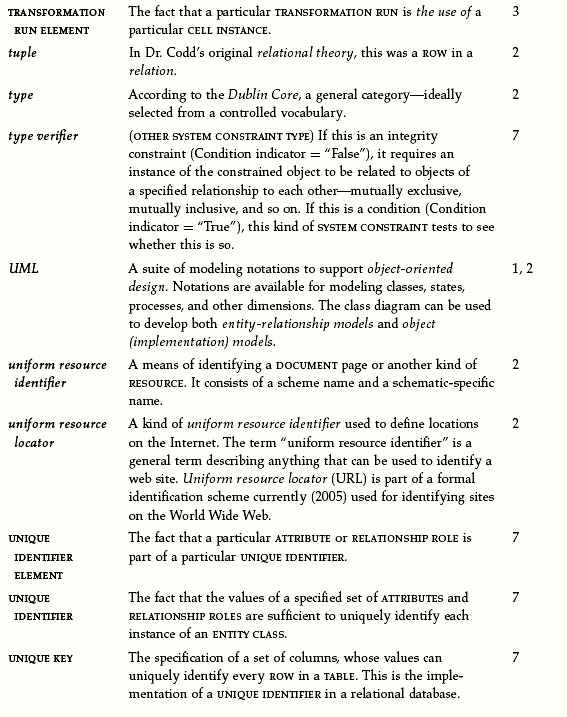 TRANSFORMATION The fact that a particular TRANSFORMATION RUN is the use of a 3
RUN ELEMENT particular CELL INSTANCE.
tuple In Dr. Codd's original relational theory, this was a ROW in a 2
relation.
type According to the Dublin Core, a general category—ideally 2
selected from a controlled vocabulary.
type verifier (OTHER SYSTEM CONSTRAINT TYPE) If this is an integrity 7
constraint (Condition indicator = “False”), it requires an
instance of the constrained object to be related to objects of
a specified relationship to each other—mutually exclusive,
mutually inclusive, and so on. If this is a condition (Condition
indicator = “True”), this kind of SYSTEM CONSTRAINT tests to see
whether this is so.
UML A suite of modeling notations to support object-oriented 1, 2
design. Notations are available for modeling classes, states,
processes, and other dimensions. The class diagram can be used
to develop both entity-relationship models and object
(implementation) models.
uniform resource A means of identifying a DOCUMENT page or another kind of 2
identifier RESOURCE. It consists of a scheme name and a schematic-specific
name.
uniform resource A kind of uniform resource identifier used to define locations 2
locator on the Internet. The term “uniform resource identifier” is a
general term describing anything that can be used to identify a
web site. Uniform resource locator (URL) is part of a formal
identification scheme currently (2005) used for identifying sites
on the World Wide Web.
UNIQUE The fact that a particular ATTRIBUTE or RELATIONSHIP ROLE is 7
IDENTIFIER part of a particular UNIQUE IDENTIFIER.
ELEMENT
UNIQUE The fact that the values of a specified set of ATTRIBUTES and 7
IDENTIFIER RELATIONSHIP ROLES are sufficient to uniquely identify each
instance of an ENTITY CLASS.
UNIQUE KEY The specification of a set of columns, whose values can 7
uniquely identify every ROW in a TABLE. This is the imple-
mentation of a UNIQUE IDENTIFIER in a relational database.